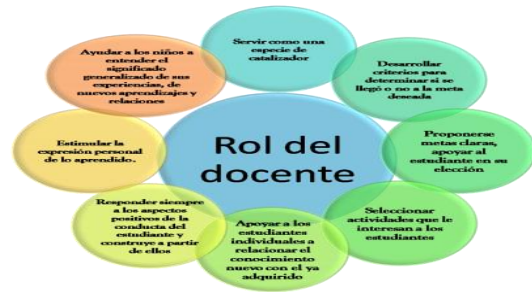 Rol del
docente
Servir como una
especie de
catalizador
Desarrollar
criterios para
determinar si se
llegó o no a la meta
deseada
Proponerse
metas claras,
apoyar al
estudiante en su
elección
Seleccionar
actividades que le
interesan a los
estudiantes
Apoyar a los
estudiantes
individuales a
relacionar el
conocimiento
nuevo con el ya
adquirido
Responder siempre
a los aspectos
positivos de la
conducta del
estudiante y
construye a partir
de ellos
Estimular la
expresión personal
de lo aprendido.
Ayudar a los niños a
entender el
significado
generalizado de sus
experiencias, de
nuevos aprendizajes y
relaciones